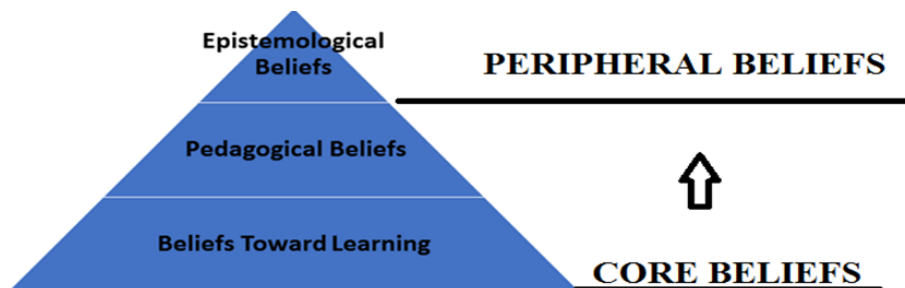 Epistemological
Beliefs
PERIPHERAL BELIEFS
Pedagogical Beliefs
Beliefs Toward Learning
CORE BELIEFS